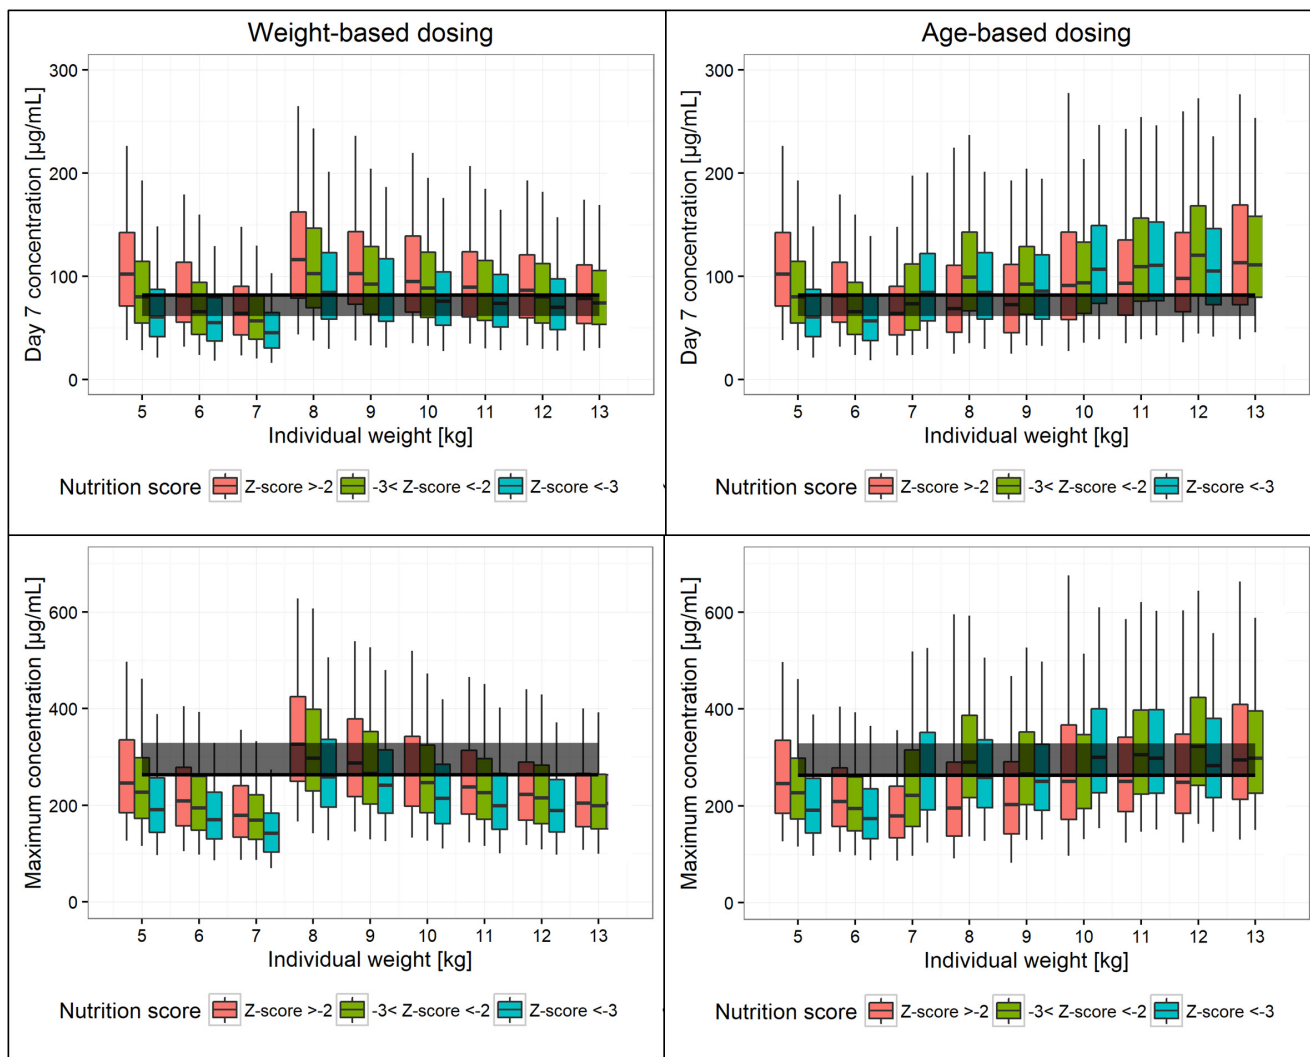 Weight-based dosing
300
200
100
0
Day 7 concentration [µg/mL]
5 6 7 8 9 10 11 12 13
Individual weight [kg]
Nutrition score Z-score >-2 -3< Z-score <-2 Z-score <-3
Age-based dosing
300
200
100
0
Day 7 concentration [µg/mL]
5 6 7 8 9 10 11 12 13
Individual weight [kg]
Nutrition score Z-score >-2 -3< Z-score <-2 Z-score <-3
600
400
200
0
Maximum concentration [µg/mL]
5 6 7 8 9 10 11 12 13
Individual weight [kg]
Nutrition score Z-score >-2 -3< Z-score <-2 Z-score <-3
600
400
200
0
Maximum concentration [µg/mL]
5 6 7 8 9 10 11 12 13
Individual weight [kg]
Nutrition score Z-score >-2 -3< Z-score <-2 Z-score <-3